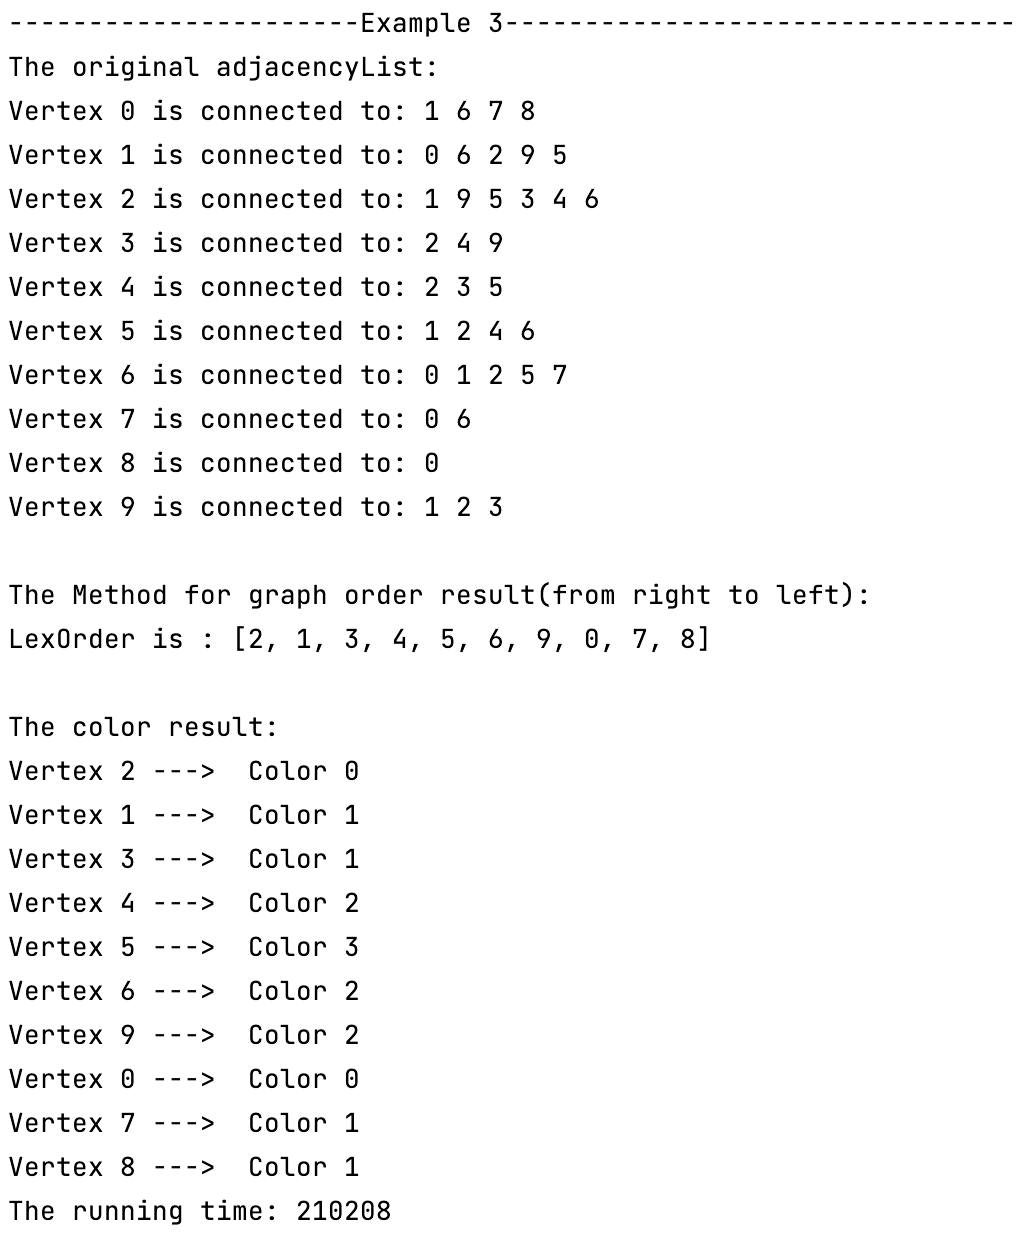 ----------------------Example 3--------------------------------
The original adjacencyList:
Vertex 0 is connected to: 1 6 7 8
Vertex 1 is connected to: 0 6 2 9 5
Vertex 2 is connected to: 1 9 5 3 4 6
Vertex 3 is connected to: 2 4 9
Vertex 4 is connected to: 2 3 5
Vertex 5 is connected to: 1 2 4 6
Vertex 6 is connected to: 0 1 2 5 7
Vertex 7 is connected to: 0 6
Vertex 8 is connected to: 0
Vertex 9 is connected to: 1 2 3
The Method for graph order result(from right to left):
LexOrder is : [2, 1, 3, 4, 5, 6, 9, 0, 7, 8]
The color result:
Vertex 2 --->  Color 0
Vertex 1 --->  Color 1
Vertex 3 --->  Color 1
Vertex 4 --->  Color 2
Vertex 5 --->  Color 3
Vertex 6 --->  Color 2
Vertex 9 --->  Color 2
Vertex 0 --->  Color 0
Vertex 7 --->  Color 1
Vertex 8 --->  Color 1
The running time: 210208